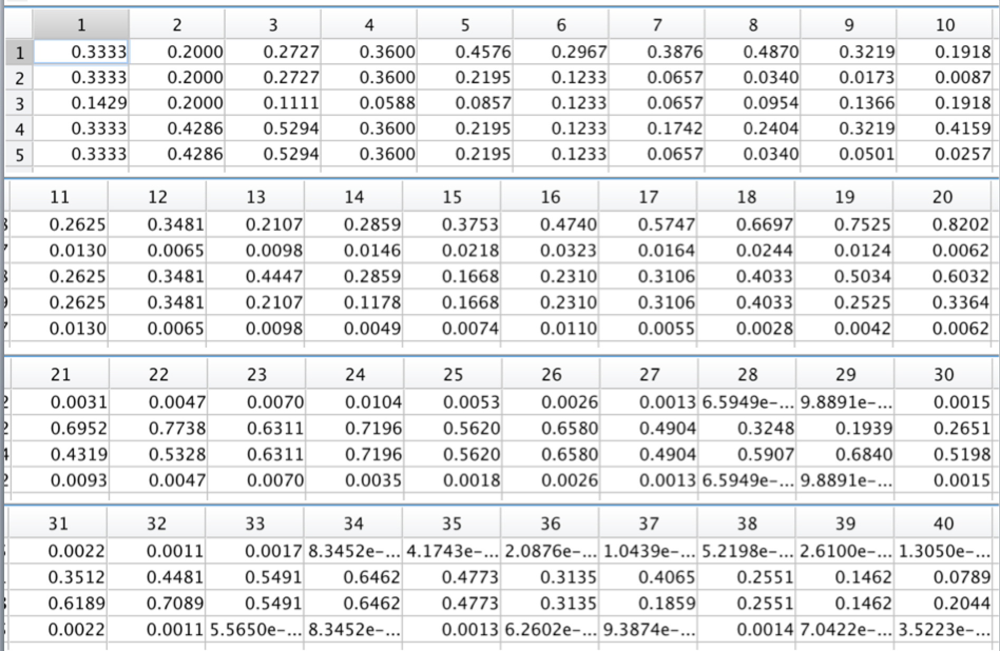 1 2 3 4 5 6 7 8 9 10
1 0.3333 0.2000 0.2727 0.3600 0.4576 0.2967 0.3876 0.4870 0.3219 0.1918
2 0.3333 0.2000 0.2727 0.3600 0.2195 0.1233 0.0657 0.0340 0.0173 0.0087
3 0.1429 0.2000 0.1111 0.0588 0.0857 0.1233 0.0657 0.0954 0.1366 0.1918
4 0.3333 0.4286 0.5294 0.3600 0.2195 0.1233 0.1742 0.2404 0.3219 0.4159
5 0.3333 0.4286 0.5294 0.3600 0.2195 0.1233 0.0657 0.0340 0.0501 0.0257
11 12 13 14 15 16 17 18 19 20
0.2625 0.3481 0.2107 0.2859 0.3753 0.4740 0.5747 0.6697 0.7525 0.8202
0.0130 0.0065 0.0098 0.0146 0.0218 0.0323 0.0164 0.0244 0.0124 0.0062
0.2625 0.3481 0.4447 0.2859 0.1668 0.2310 0.3106 0.4033 0.5034 0.6032
0.2625 0.3481 0.2107 0.1178 0.1668 0.2310 0.3106 0.4033 0.2525 0.3364
0.0130 0.0065 0.0098 0.0049 0.0074 0.0110 0.0055 0.0028 0.0042 0.0062
21 22 23 24 25 26 27 28 29 30
0.0031 0.0047 0.0070 0.0104 0.0053 0.0026 0.0013 6.5949e-... 9.8891e-... 0.0015
0.6952 0.7738 0.6311 0.7196 0.5620 0.6580 0.4904 0.3248 0.1939 0.2651
0.4319 0.5328 0.6311 0.7196 0.5620 0.6580 0.4904 0.5907 0.6840 0.5198
0.0093 0.0047 0.0070 0.0035 0.0018 0.0026 0.0013 6.5949e-... 9.8891e-... 0.0015
31 32 33 34 35 36 37 38 39 40
0.0022 0.0011 0.0017 8.3452e-... 4.1743e-... 2.0876e-... 1.0439e-... 5.2198e-... 2.6100e-... 1.3050e-...
0.3512 0.4481 0.5491 0.6462 0.4773 0.3135 0.4065 0.2551 0.1462 0.0789
0.6189 0.7089 0.5491 0.6462 0.4773 0.3135 0.1859 0.2551 0.1462 0.2044
0.0022 0.0011 5.5650e-... 8.3452e-... 0.0013 6.2602e-... 9.3874e-... 0.0014 7.0422e-... 3.5223e-...